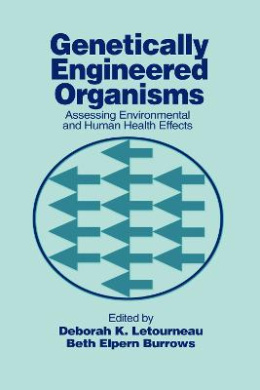 Genetically
Engineered
Organisms
Assessing Environmental
and Human Health Effects
Edited by
Deborah K. Letourneau
Beth Elpern Burrows